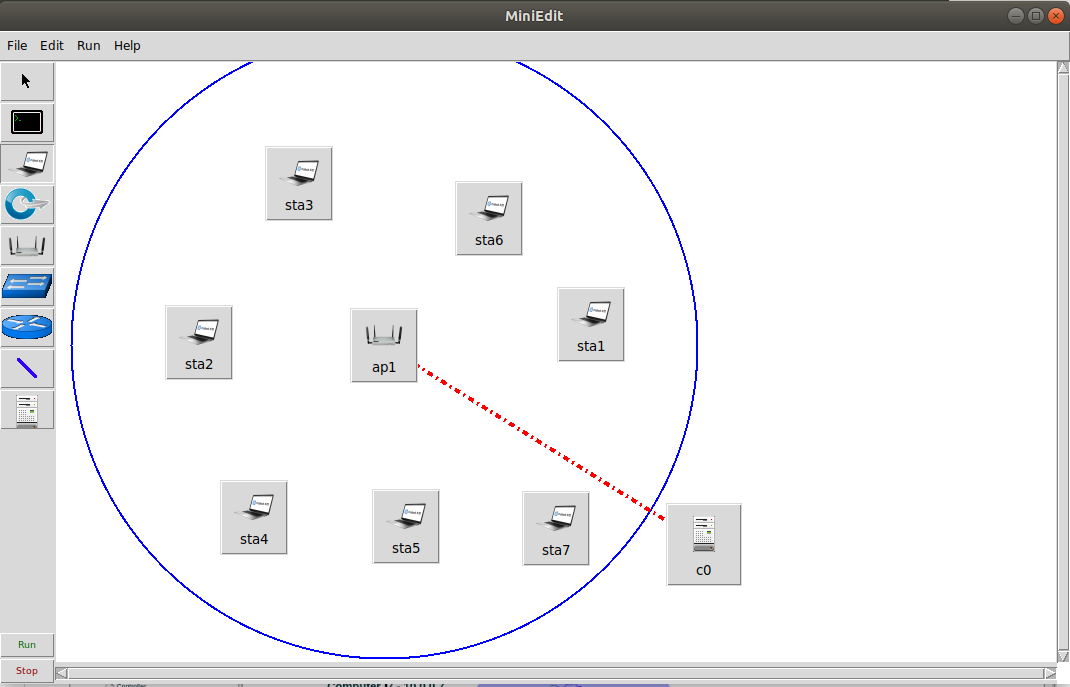 MiniEdit
File Edit Run Help
sta3
sta6
sta2
ap1
sta1
sta4
sta5
sta7
c0
Run
Stop